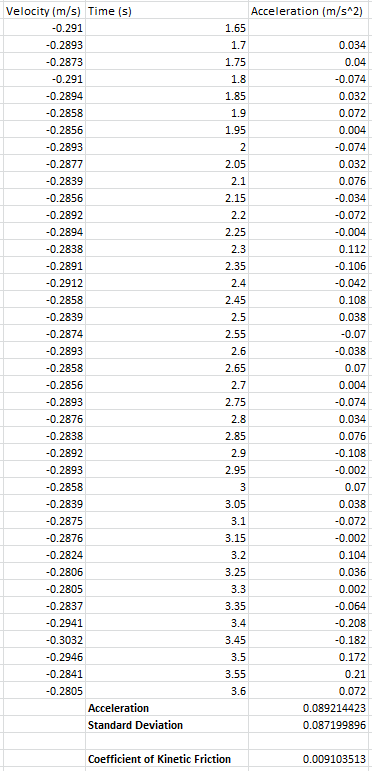 Velocity (m/s) Time (s) Acceleration (m/s^2)
-0.291 1.65
-0.2893 1.7 0.034
-0.2873 1.75 0.04
-0.291 1.8 -0.074
-0.2894 1.85 0.032
-0.2858 1.9 0.072
-0.2856 1.95 0.004
-0.2893 2 -0.074
-0.2877 2.05 0.032
-0.2839 2.1 0.076
-0.2856 2.15 -0.034
-0.2892 2.2 -0.072
-0.2894 2.25 -0.004
-0.2838 2.3 0.112
-0.2891 2.35 -0.106
-0.2912 2.4 -0.042
-0.2858 2.45 0.108
-0.2839 2.5 0.038
-0.2874 2.55 -0.07
-0.2893 2.6 -0.038
-0.2858 2.65 0.07
-0.2856 2.7 0.004
-0.2893 2.75 -0.074
-0.2876 2.8 0.034
-0.2838 2.85 0.076
-0.2892 2.9 -0.108
-0.2893 2.95 -0.002
-0.2858 3 0.07
-0.2839 3.05 0.038
-0.2875 3.1 -0.072
-0.2876 3.15 -0.002
-0.2824 3.2 0.104
-0.2806 3.25 0.036
-0.2805 3.3 0.002
-0.2837 3.35 -0.064
-0.2941 3.4 -0.208
-0.3032 3.45 -0.182
-0.2946 3.5 0.172
-0.2841 3.55 0.21
-0.2805 3.6 0.072
Acceleration 0.089214423
Standard Deviation 0.087199896
Coefficient of Kinetic Friction 0.009103513